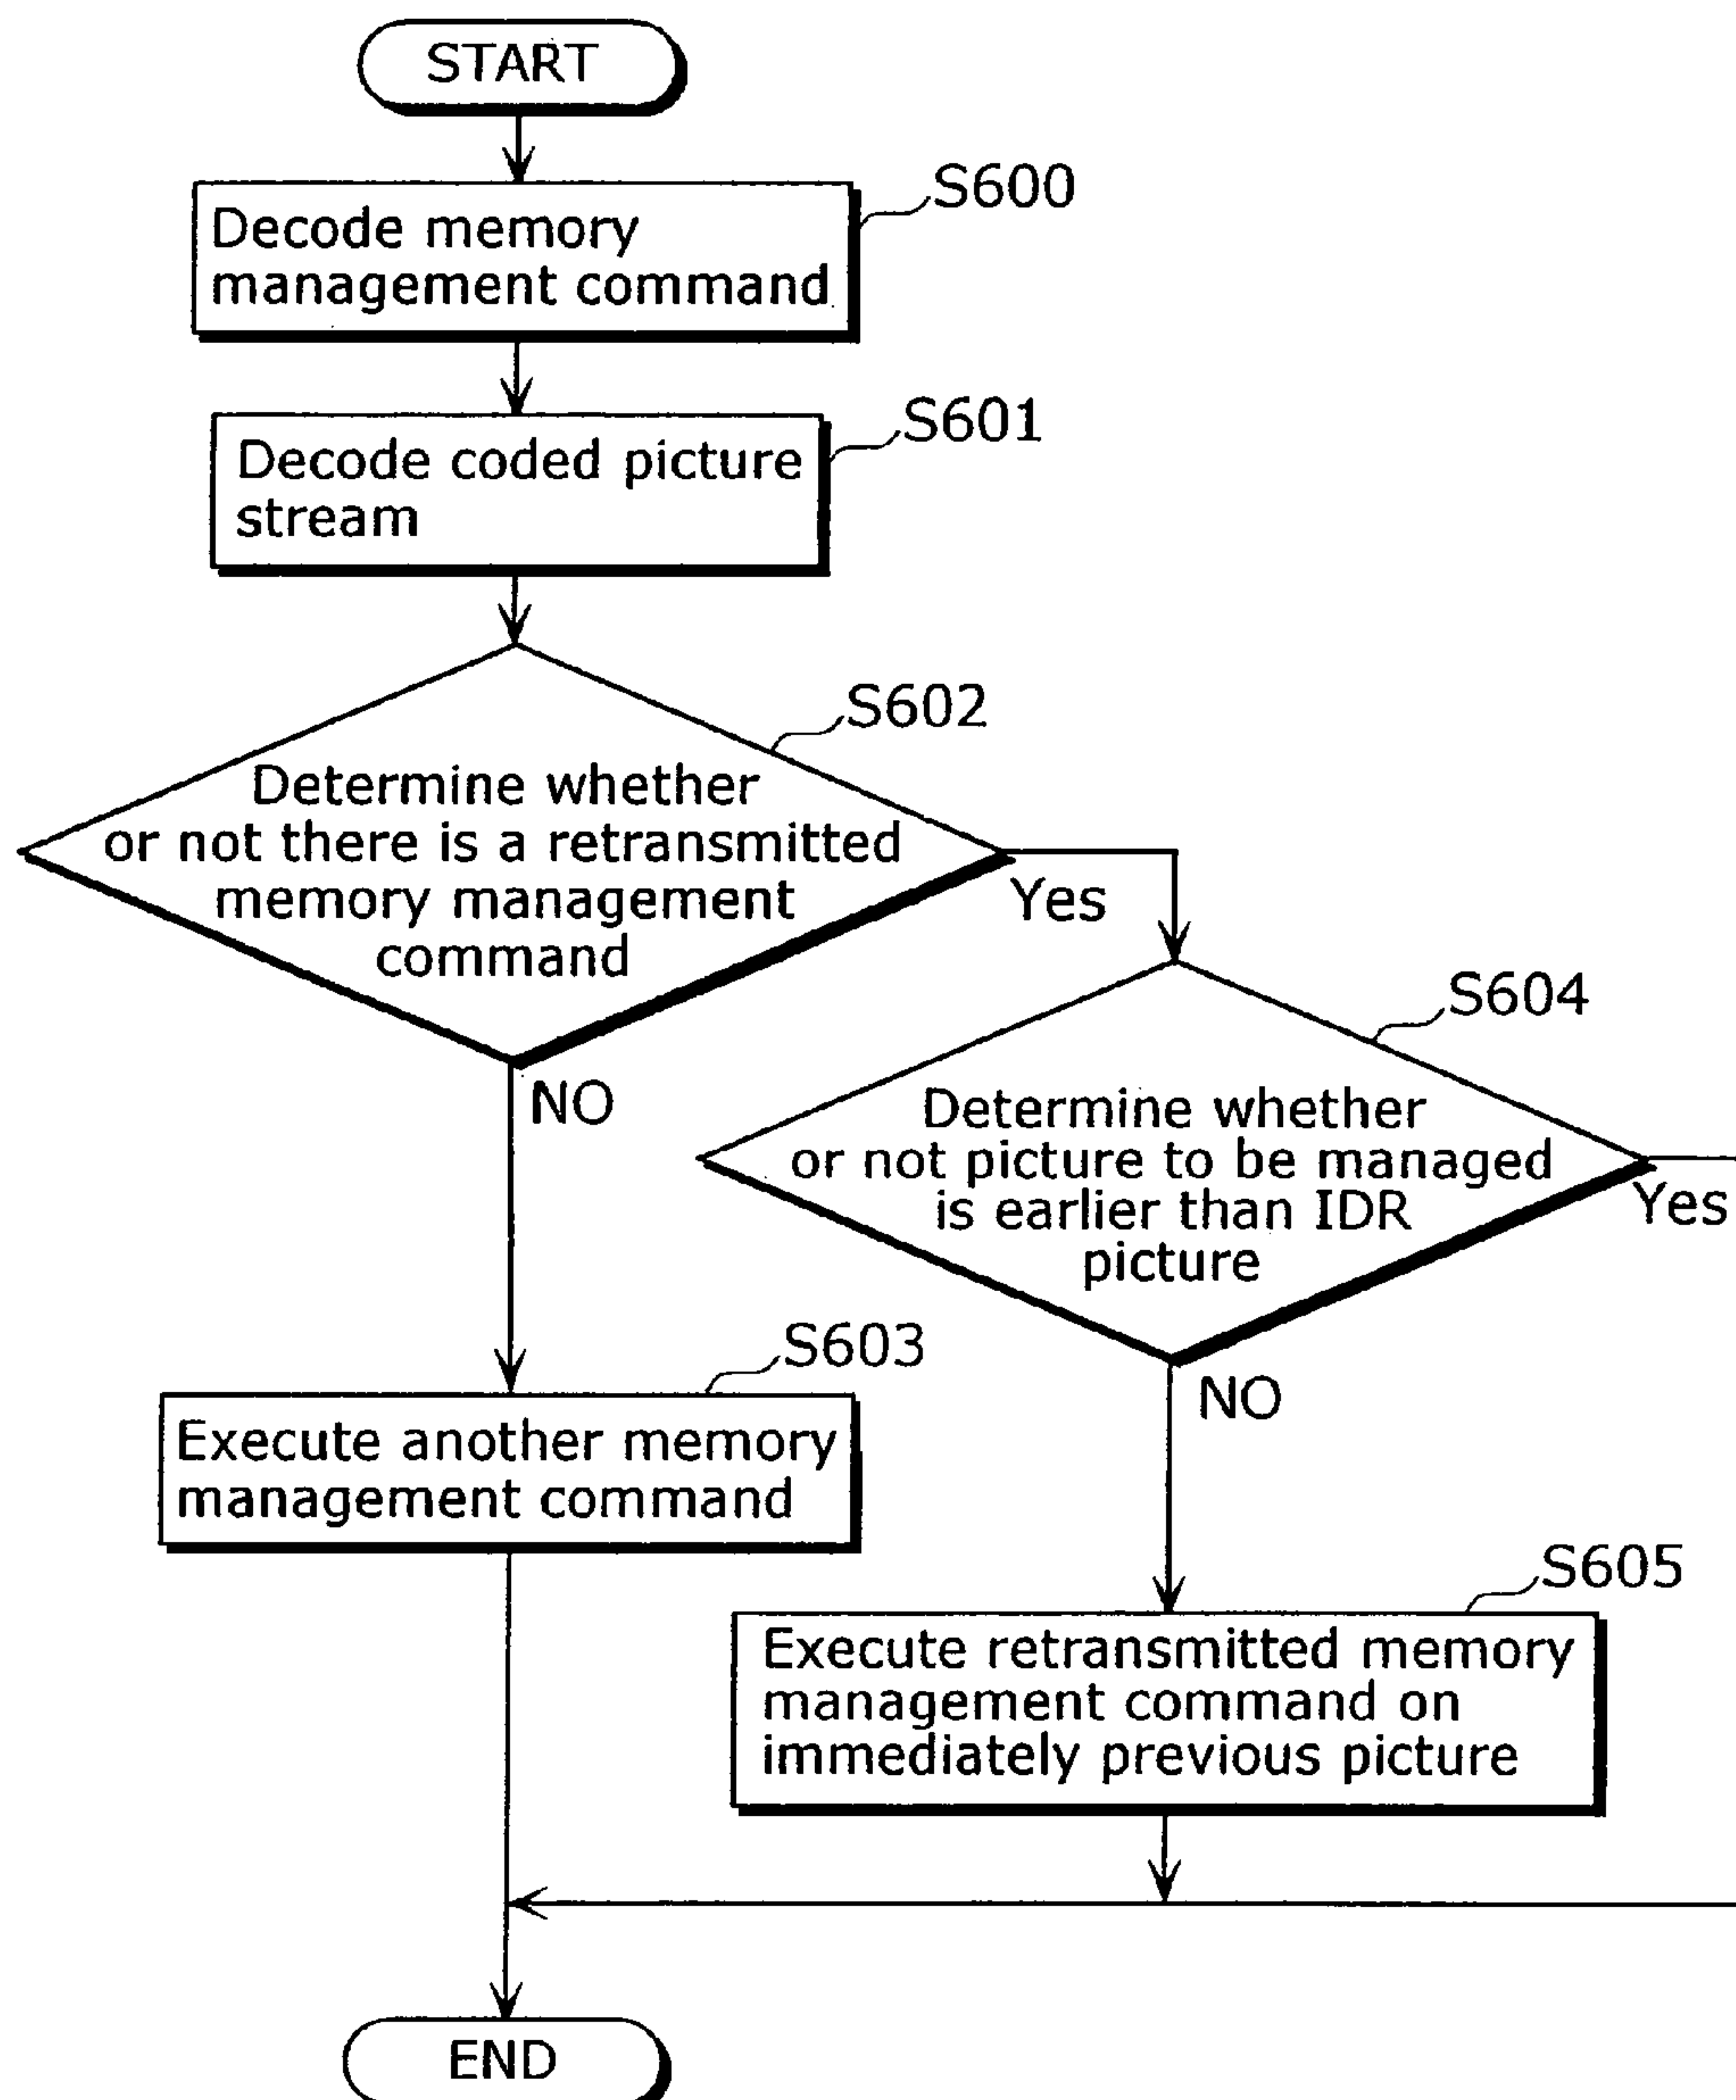 START
S600
Decode memory
management command
S601
Decode coded picture
stream
S602
Determine whether
or not there is a retransmitted
memory management
command
Yes
NO
S604
Determine whether
or not picture to be managed
is earlier than IDR
picture
Yes
NO
S603
Execute another memory
management command
S605
Execute retransmitted memory
management command on
immediately previous picture
END